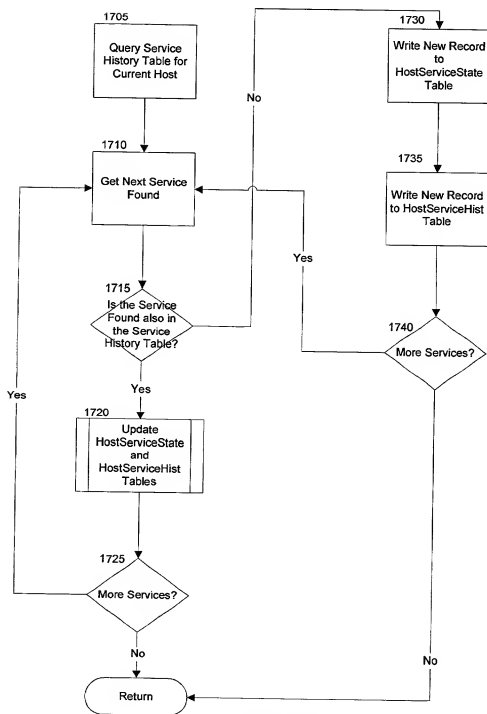 1705
Query Service
History Table for
Current Host
1710
Get Next Service
Found
1715
Is the Service
Found also in
the Service
History Table?
Yes
1720
Update
HostServiceState
and
HostServiceHist
Tables
1725
More Services?
Yes
No
Return
No
1730
Write New Record
to
HostServiceState
Table
1735
Write New Record
to HostServiceHist
Table
1740
More Services?
Yes
No